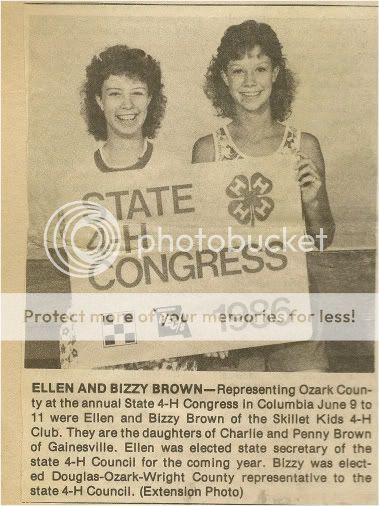 STATE
4-H
CONGRESS
1986
photobucket
Protect more of your memories for less!
ELLEN AND BIZZY BROWN—Representing Ozark Coun-
ty at the annual State 4-H Congress in Columbia June 9 to
11 were Ellen and Bizzy Brown of the Skillet Kids 4-H
Club. They are the daughters of Charlie and Penny Brown
of Gainesville. Ellen was elected state secretary of the
state 4-H Council for the coming year. Bizzy was elect-
ed Douglas-Ozark-Wright County representative to the
state 4-H Council. (Extension Photo)